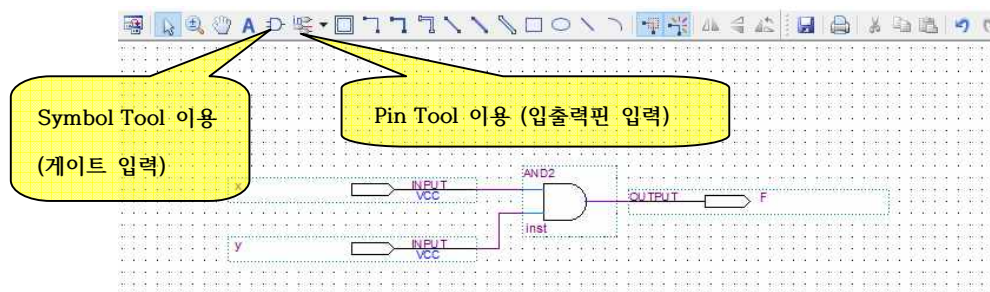 A
Symbol Tool 이용
(게이트 입력)
Pin Tool 이용 (입출력핀 입력)
AND2
x
INPUT
VCC
OUTPUT
F
inst
y
INPUT
VCC